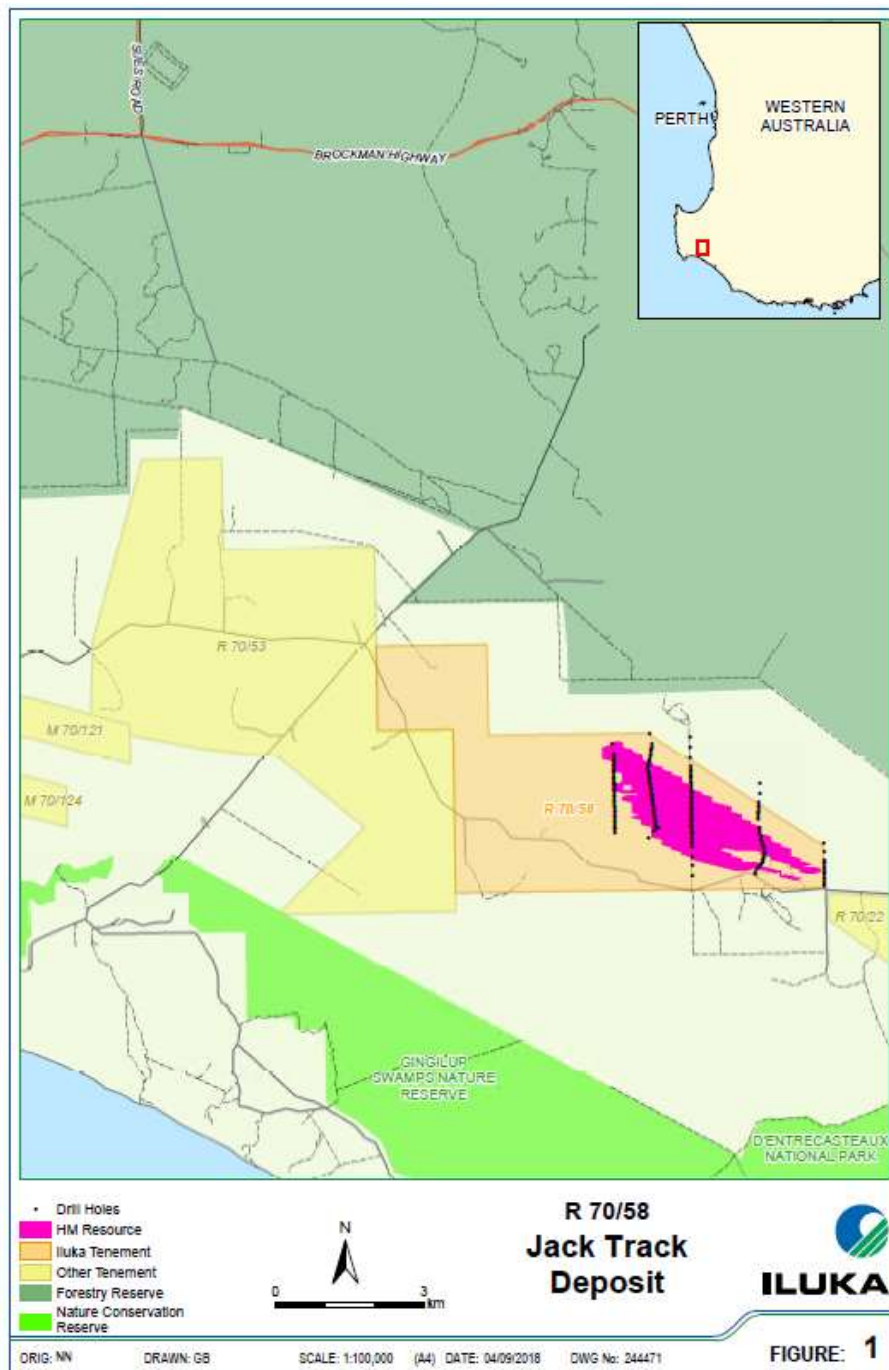 SUES ROAD
BROCKMAN HIGHWAY
PERTH
WESTERN
AUSTRALIA
R 70/53
M 70/121
M 70/124
R 70/58
R 70/22
GINGILUP
SWAMPS NATURE
RESERVE
D'ENTRECASTEAUX
NATIONAL PARK
Drill Holes
HM Resource
Iluka Tenement
Other Tenement
Forestry Reserve
Nature Conservation
Reserve
N
0 3
km
R 70/58
Jack Track
Deposit
ILUKA
ORIG: NN DRAWN: GB SCALE: 1:100,000 (A4) DATE: 04/09/2018 DWG No: 244471 FIGURE: 1